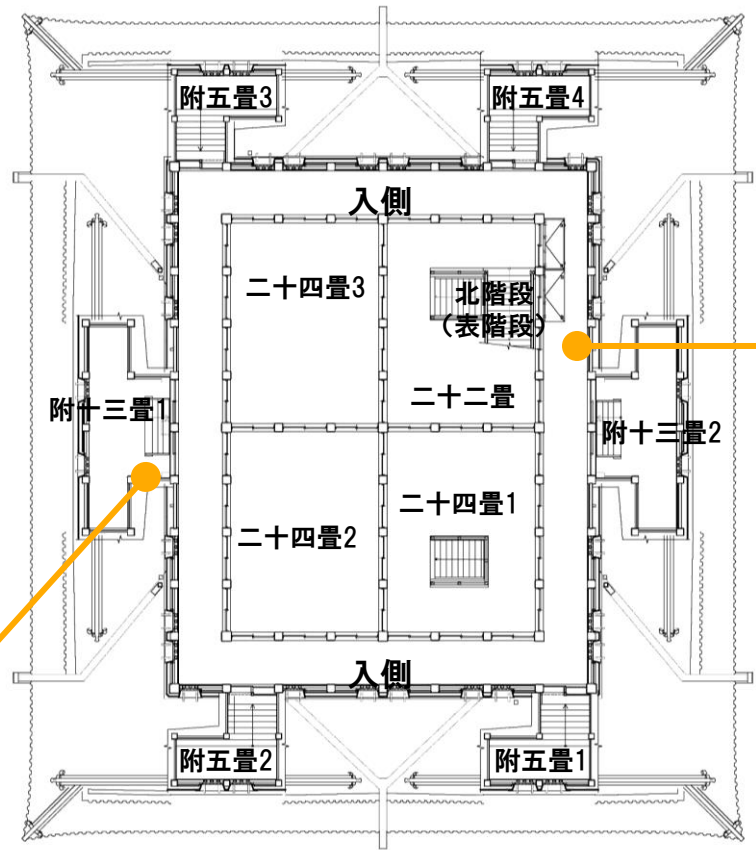 附五畳3
附五畳4
入側
二十四畳3
北階段
（表階段）
二十二畳
附十三畳1
附十三畳2
二十四畳1
二十四畳2
入側
附五畳2
附五畳1